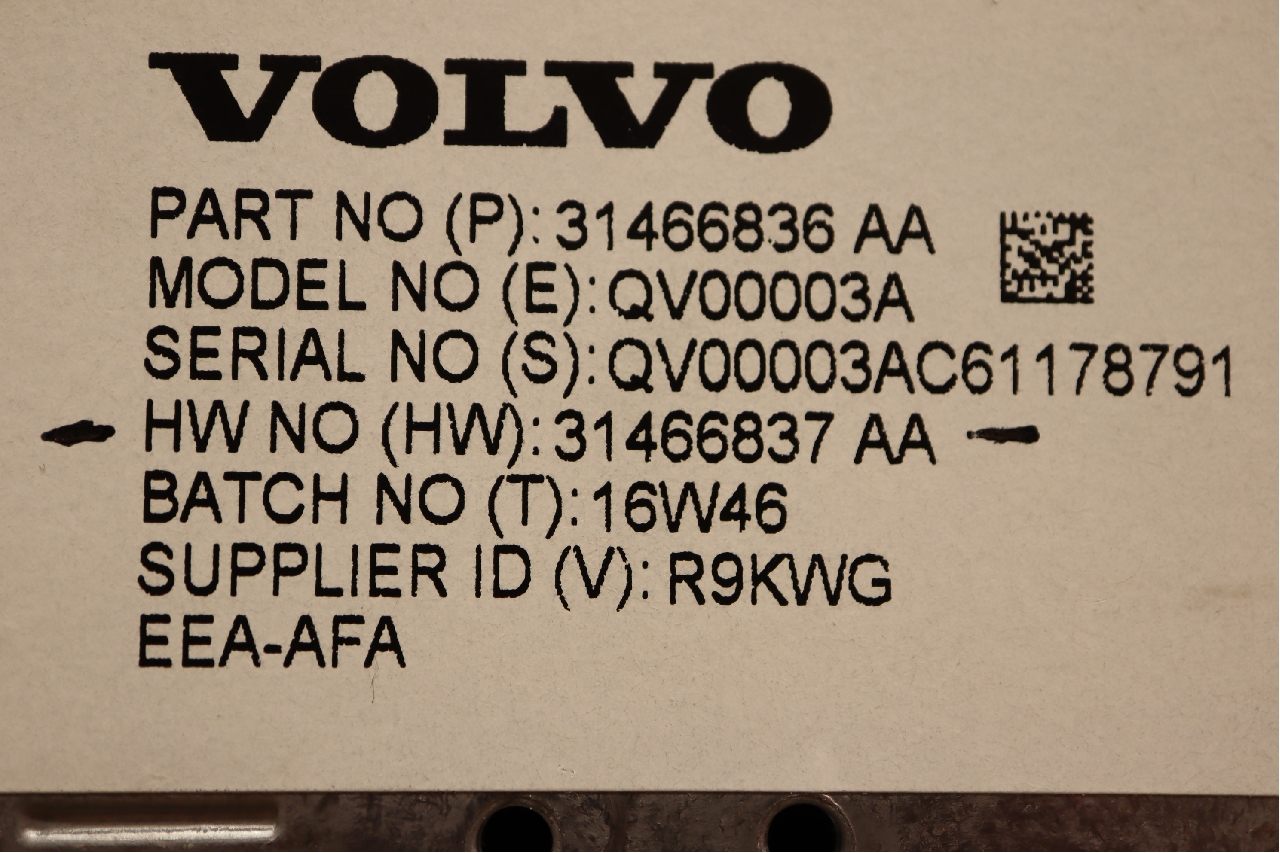 VOLVO
PART NO (P): 31466836 AA
MODEL NO (E): QV00003A
SERIAL NO (S): QV00003AC61178791
HW NO (HW): 31466837 AA
BATCH NO (T): 16W46
SUPPLIER ID (V): R9KWG
EEA-AFA